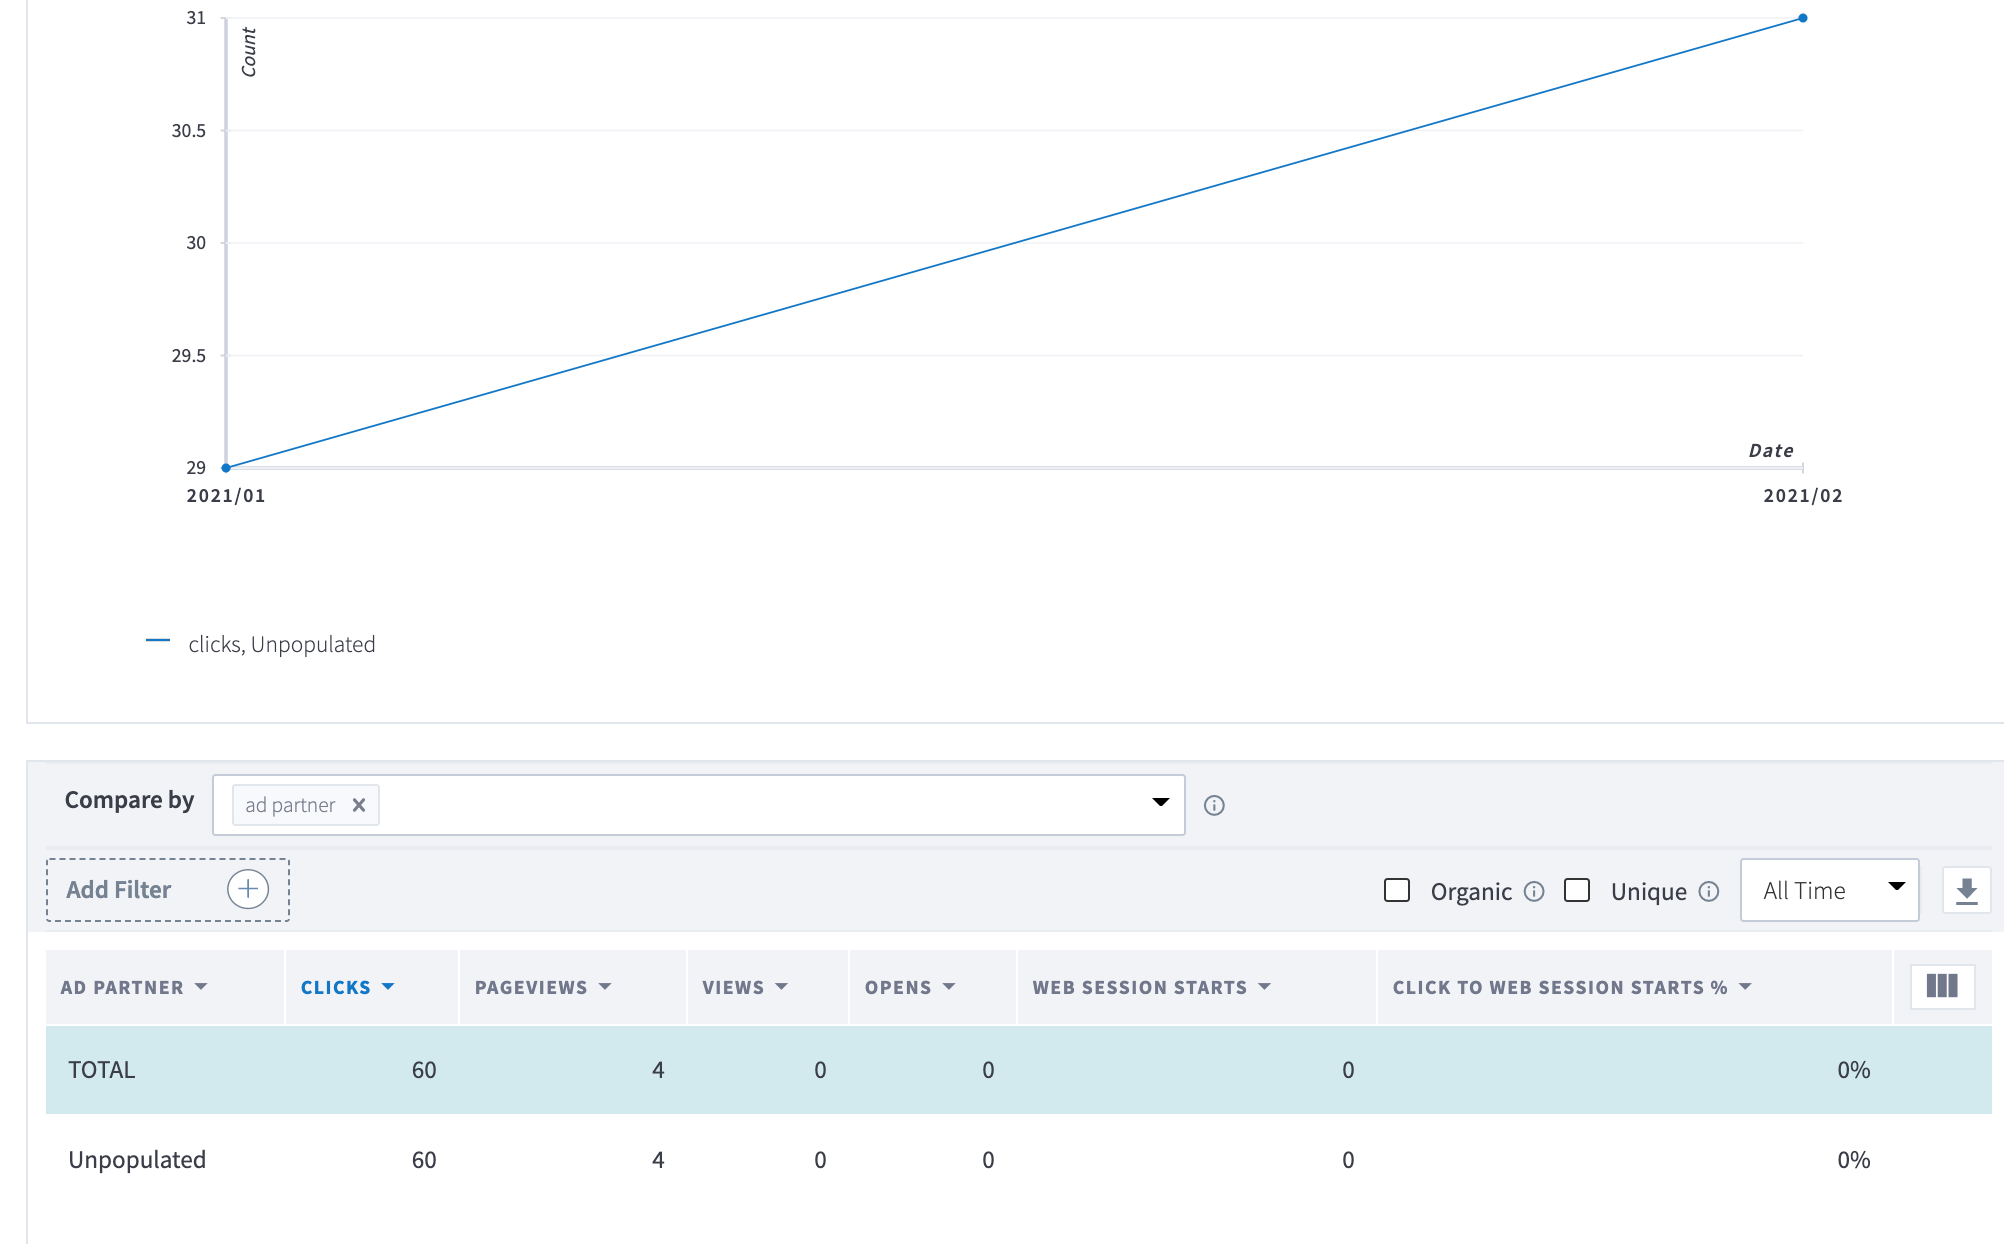 31
Count
30.5
30
29.5
29
Date
2021/01
2021/02
clicks, Unpopulated
Compare by
ad partner
Add Filter
Organic
Unique
All Time
AD PARTNER CLICKS PAGEVIEWS VIEWS OPENS WEB SESSION STARTS CLICK TO WEB SESSION STARTS %
TOTAL 60 4 0 0 0 0%
Unpopulated 60 4 0 0 0 0%